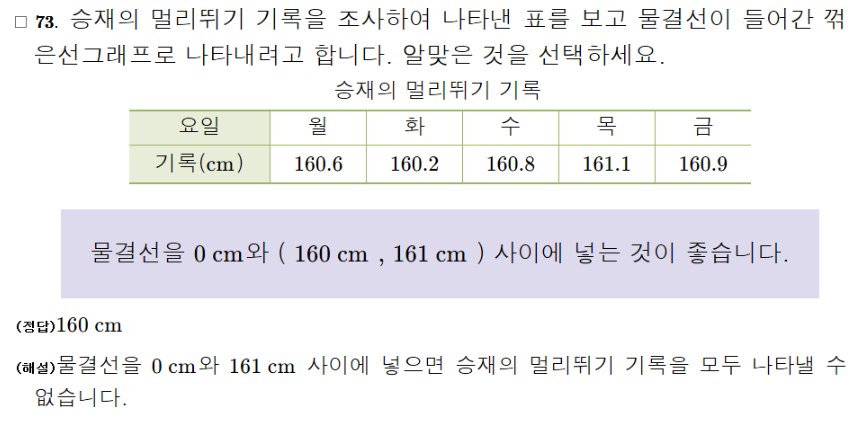 □ 73. 승재의 멀리뛰기 기록을 조사하여 나타낸 표를 보고 물결선이 들어간 꺾
은선그래프로 나타내려고 합니다. 알맞은 것을 선택하세요.
승재의 멀리뛰기 기록
요일 월 화 수 목 금
기록(cm) 160.6 160.2 160.8 161.1 160.9
물결선을 0 cm와 ( 160 cm , 161 cm ) 사이에 넣는 것이 좋습니다.
(정답)160 cm
(해설)물결선을 0 cm와 161 cm 사이에 넣으면 승재의 멀리뛰기 기록을 모두 나타낼 수
없습니다.